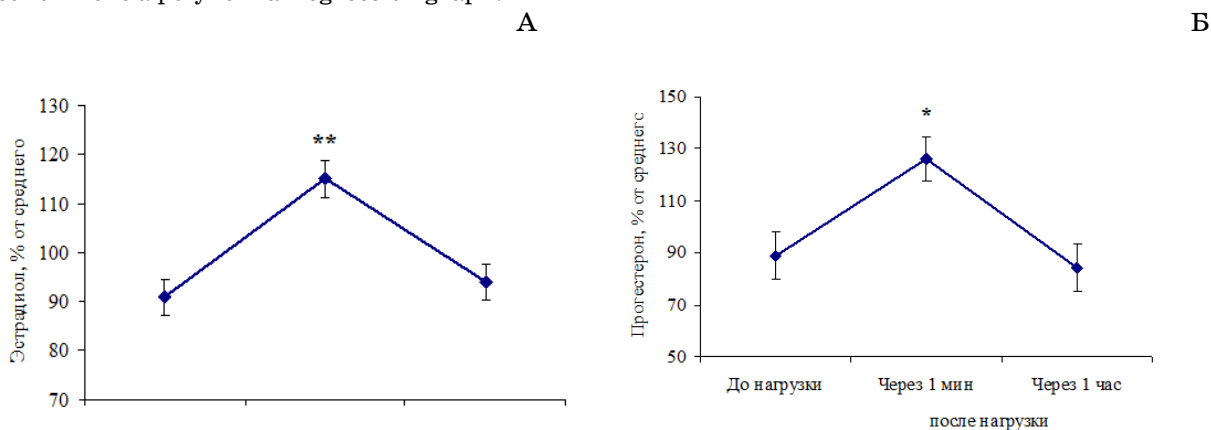 А
Б
Эстрадиол, % от среднего
130
120
110
100
90
80
70
**
Прогестерон, % от среднегс
150
130
110
90
70
50
*
До нагрузки
Через 1 мин
Через 1 час
после нагрузки